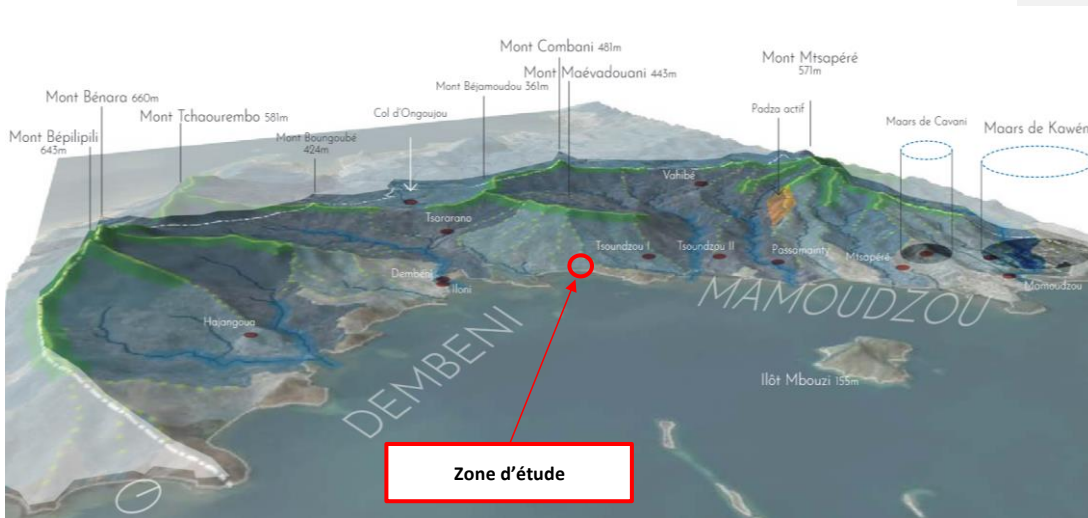 Mont Combani 481m
Mont Mtsapéré
571m
Mont Maévadouani 443m
Mont Béjamoudou 361m
Mont Bénara 660m
Mont Tchaourembo 581m
Col d'Ongoujou
Padza actif
Maars de Cavani
Maars de Kawén
Mont Bépilipili
643m
Mont Boungoubé
424m
Vahibé
Tsararano
Tsoundzou I
Tsoundzou II
Passamainty
Mtsapéré
Dembéni
Iloni
Mamoudzou
Hajangoua
DEMBENI
MAMOUDZOU
Ilôt Mbouzi 155m
Zone d'étude